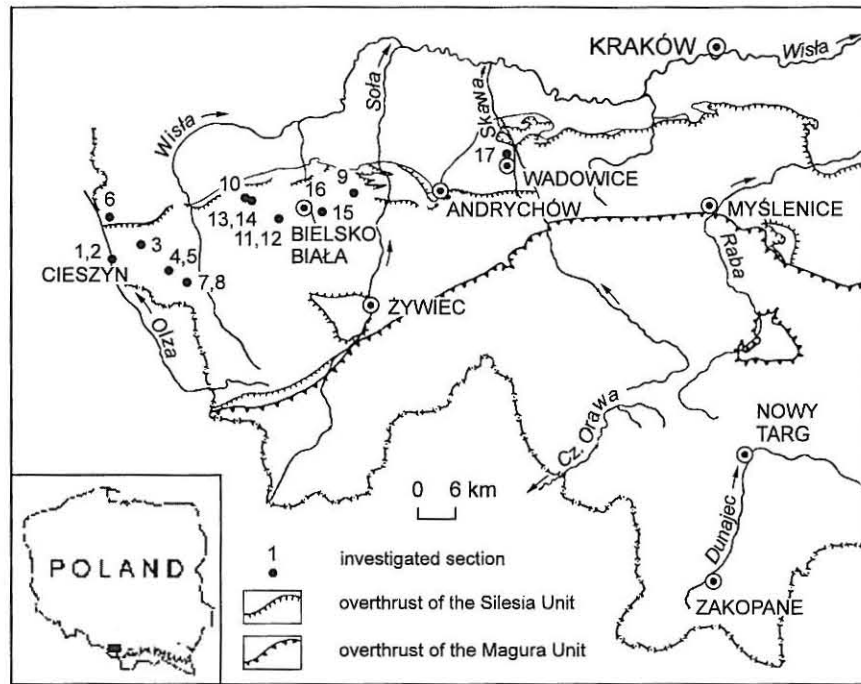 KRAKÓW
Wisła
Wisła
Soła
Skawa
17
WADOWICE
9
10
16
6
13, 14
15
ANDRYCHÓW
MYŚLENICE
11, 12
BIELSKO
BIAŁA
3
1,2
4,5
CIESZYN
7,8
Raba
Olza
ŻYWIEC
Cz. Orawa
NOWY
TARG
0 6 km
Dunajec
POLAND
1 investigated section
overthrust of the Silesia Unit
ZAKOPANE
overthrust of the Magura Unit